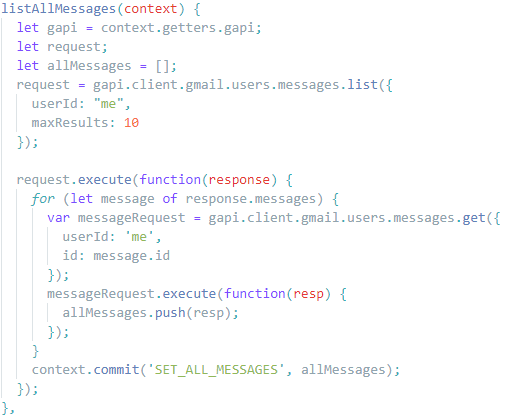 listAllMessages(context) {
  let gapi = context.getters.gapi;
  let request;
  let allMessages = [];
  request = gapi.client.gmail.users.messages.list({
    userId: "me",
    maxResults: 10
  });

  request.execute(function(response) {
    for (let message of response.messages) {
      var messageRequest = gapi.client.gmail.users.messages.get({
        userId: 'me',
        id: message.id
      });
      messageRequest.execute(function(resp) {
        allMessages.push(resp);
      });
    }
    context.commit('SET_ALL_MESSAGES', allMessages);
  });
},